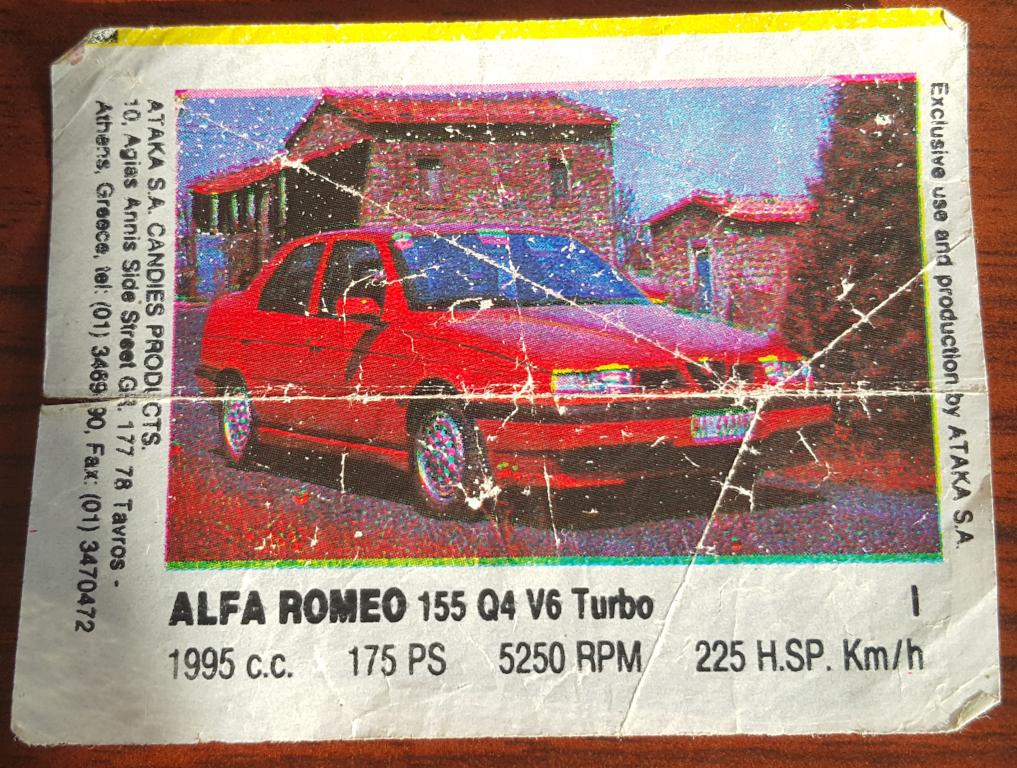 ATAKA S.A. CANDIES PRODUCTS.
10, Agias Annis Side Street GR. 177 78 Tavros -
Athens, Greece, tel: (01) 90, Fax: (01) 3470472
Exclusive use and production by ATAKA S.A.
ALFA ROMEO 155 Q4 V6 Turbo I
1995 c.c. 175 PS 5250 RPM 225 H.SP. Km/h